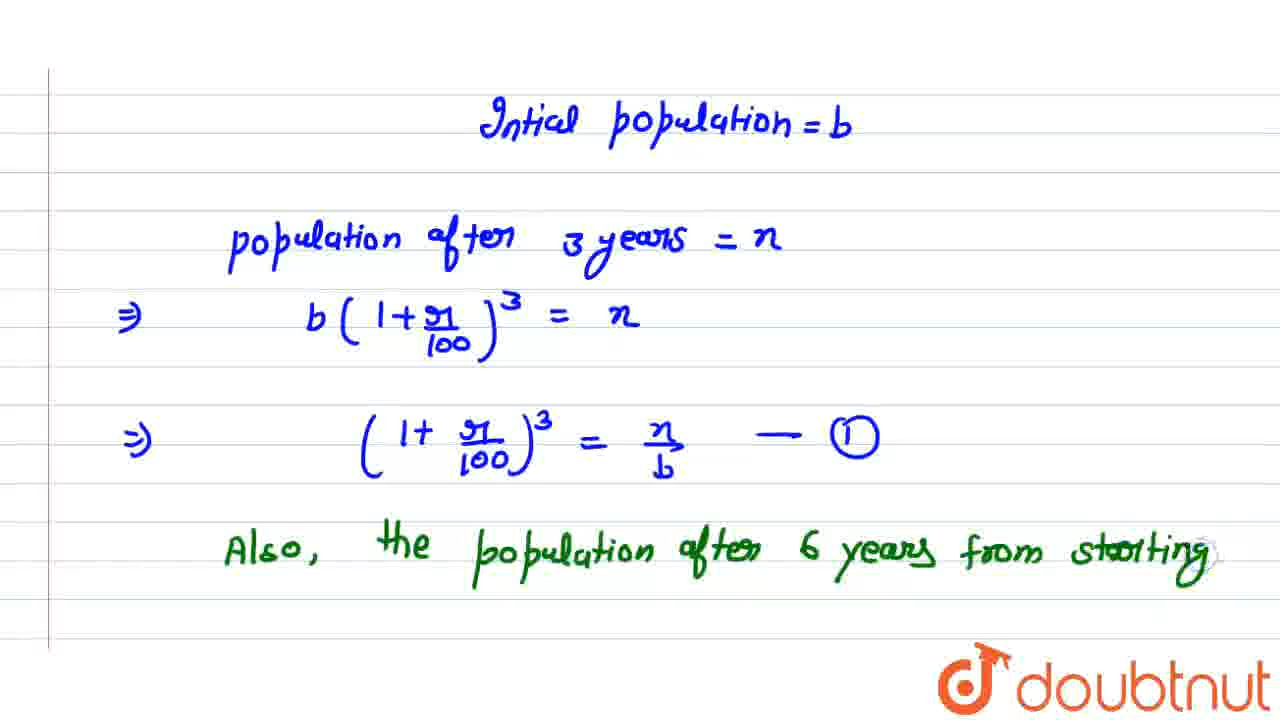 Intial population = b
population after 3 years = n
⇒ b(1+r/100)^3 = n
⇒ (1+ r/100)^3 = n/b — ①
Also, the population after 6 years from starting
doubtnut